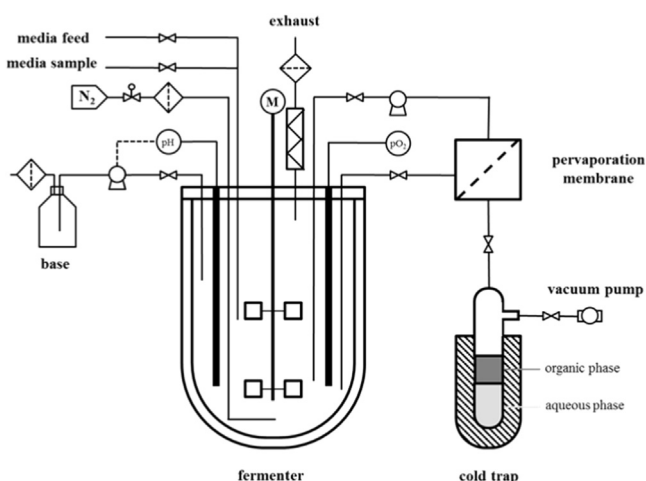 exhaust
media feed
media sample
N2
M
pH
pO2
pervaporation
membrane
base
vacuum pump
organic phase
aqueous phase
fermenter
cold trap